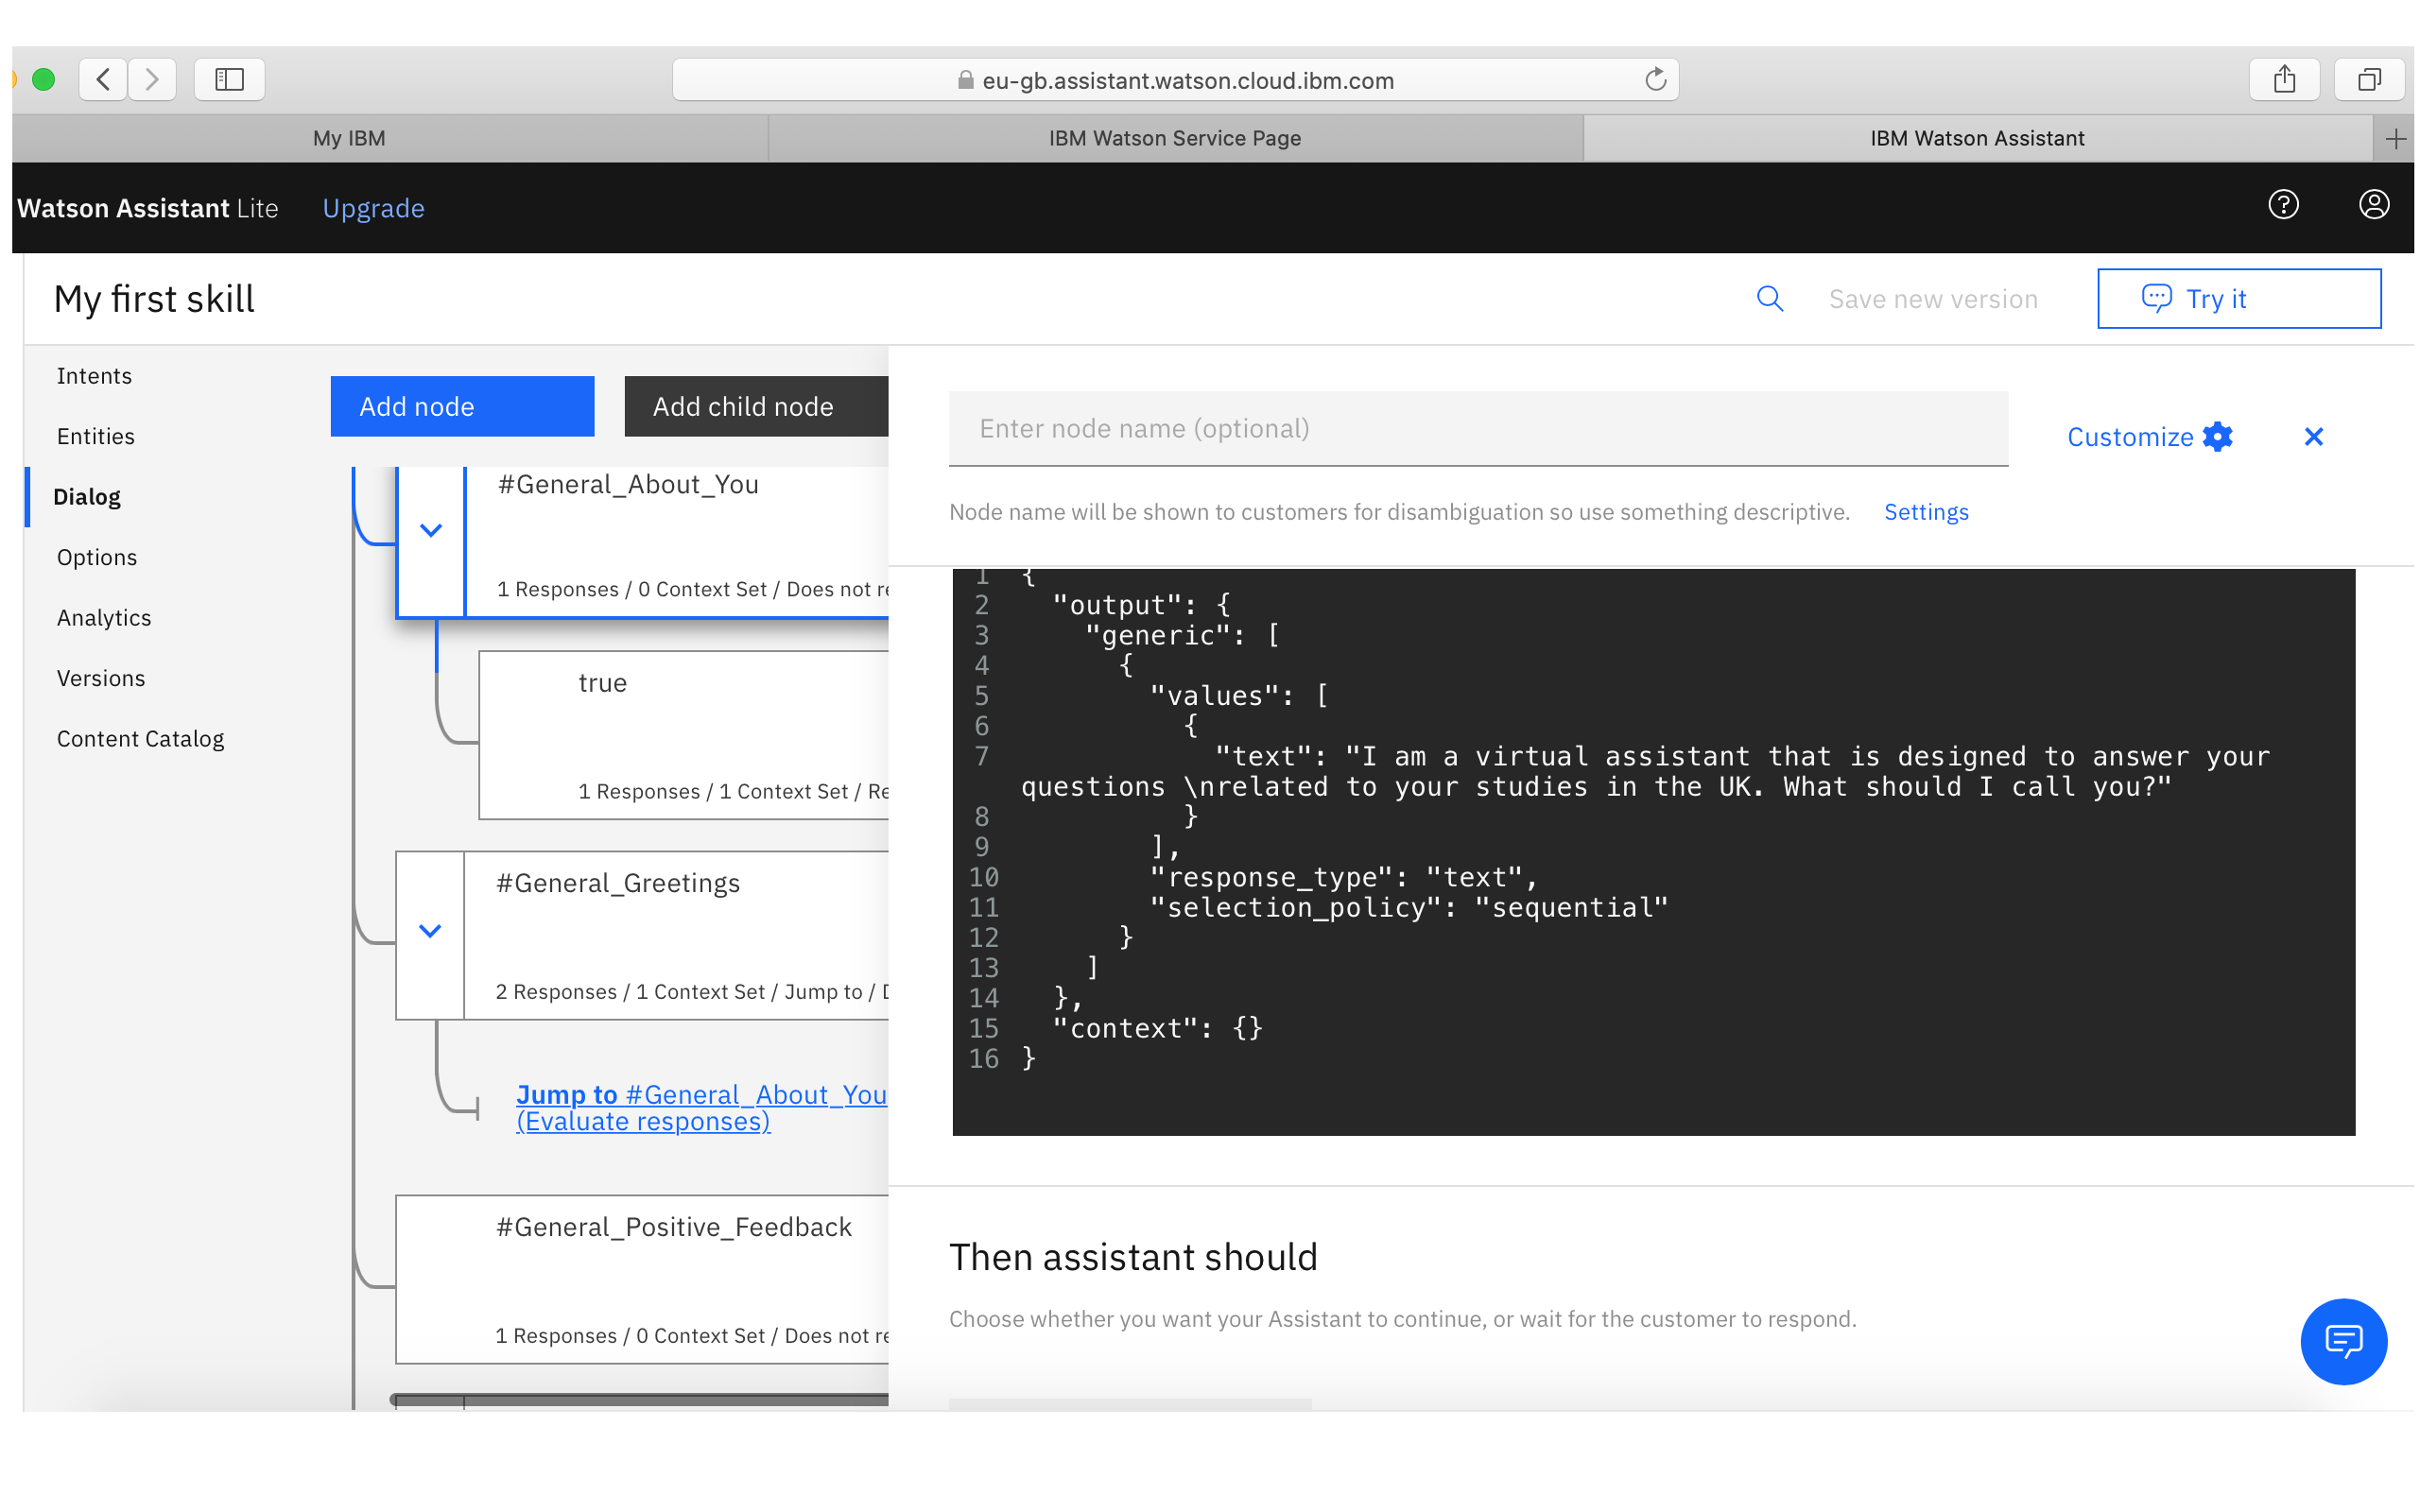 eu-gb.assistant.watson.cloud.ibm.com
My IBM
IBM Watson Service Page
IBM Watson Assistant
Watson Assistant Lite
Upgrade
My first skill
Save new version
Try it
Intents
Entities
Dialog
Options
Analytics
Versions
Content Catalog
Add node
Add child node
#General_About_You
1 Responses / 0 Context Set / Does not
true
1 Responses / 1 Context Set /
#General_Greetings
2 Responses / 1 Context Set / Jump to /
Jump to #General_About_You
(Evaluate responses)
#General_Positive_Feedback
1 Responses / 0 Context Set / Does not
Enter node name (optional)
Customize
Node name will be shown to customers for disambiguation so use something descriptive. Settings
1 {
2 "output": {
3 "generic": [
4 {
5 "values": [
6 {
7 "text": "I am a virtual assistant that is designed to answer your
questions \nrelated to your studies in the UK. What should I call you?"
8 }
9 ],
10 "response_type": "text",
11 "selection_policy": "sequential"
12 }
13 ]
14 },
15 "context": {}
16 }
Then assistant should
Choose whether you want your Assistant to continue, or wait for the customer to respond.